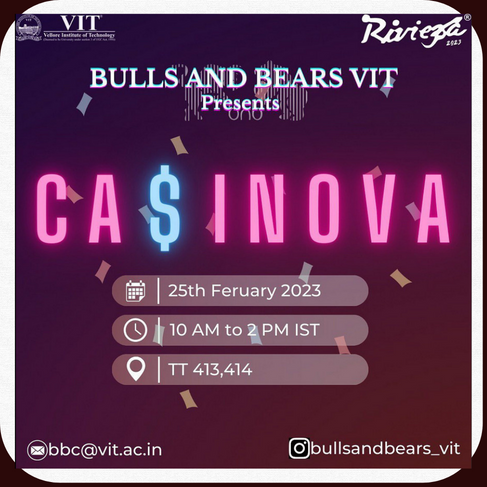 VIT
Vellore Institute of Technology
Riviera
2023
BULLS AND BEARS VIT
Presents
CA$INOVA
25th Feruary 2023
10 AM to 2 PM IST
TT 413,414
bbc@vit.ac.in
bullsandbears_vit